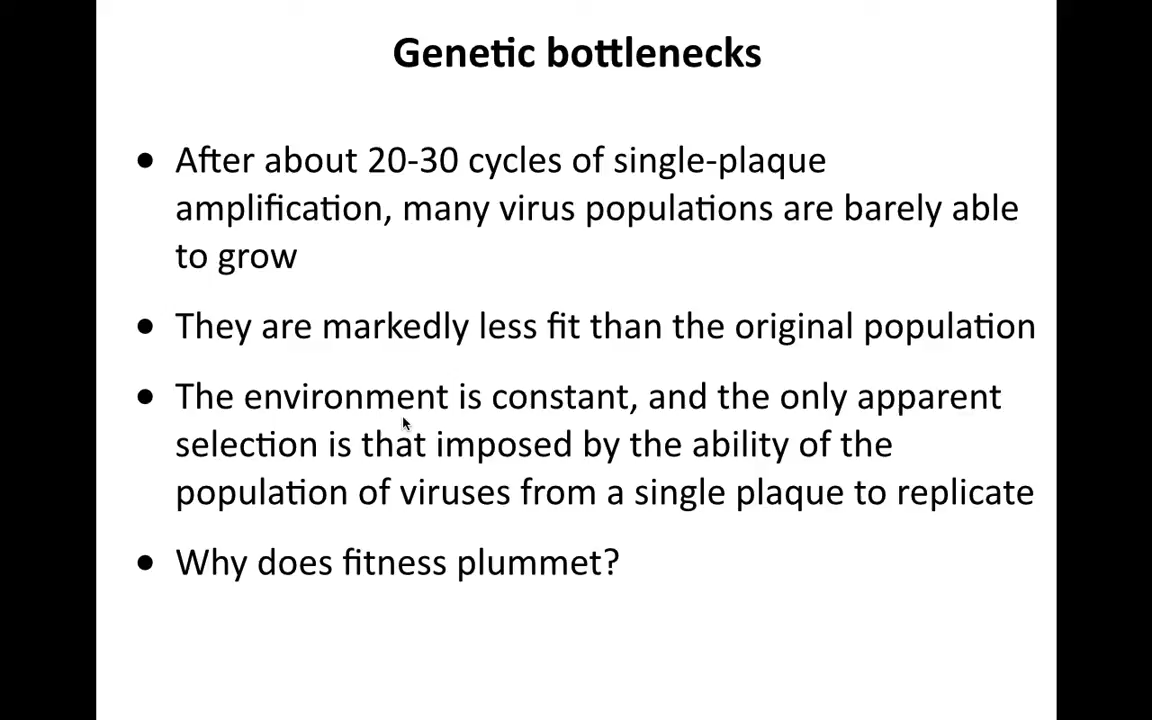 Genetic bottlenecks
• After about 20-30 cycles of single-plaque
amplification, many virus populations are barely able
to grow
• They are markedly less fit than the original population
• The environment is constant, and the only apparent
selection is that imposed by the ability of the
population of viruses from a single plaque to replicate
• Why does fitness plummet?